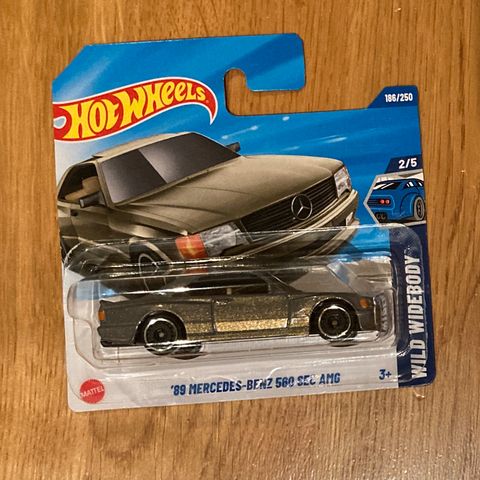 HOT WHEELS
186/250
2/5
WILD WIDEBODY
MATTEL
'89 MERCEDES-BENZ 560 SEC AMG
3+